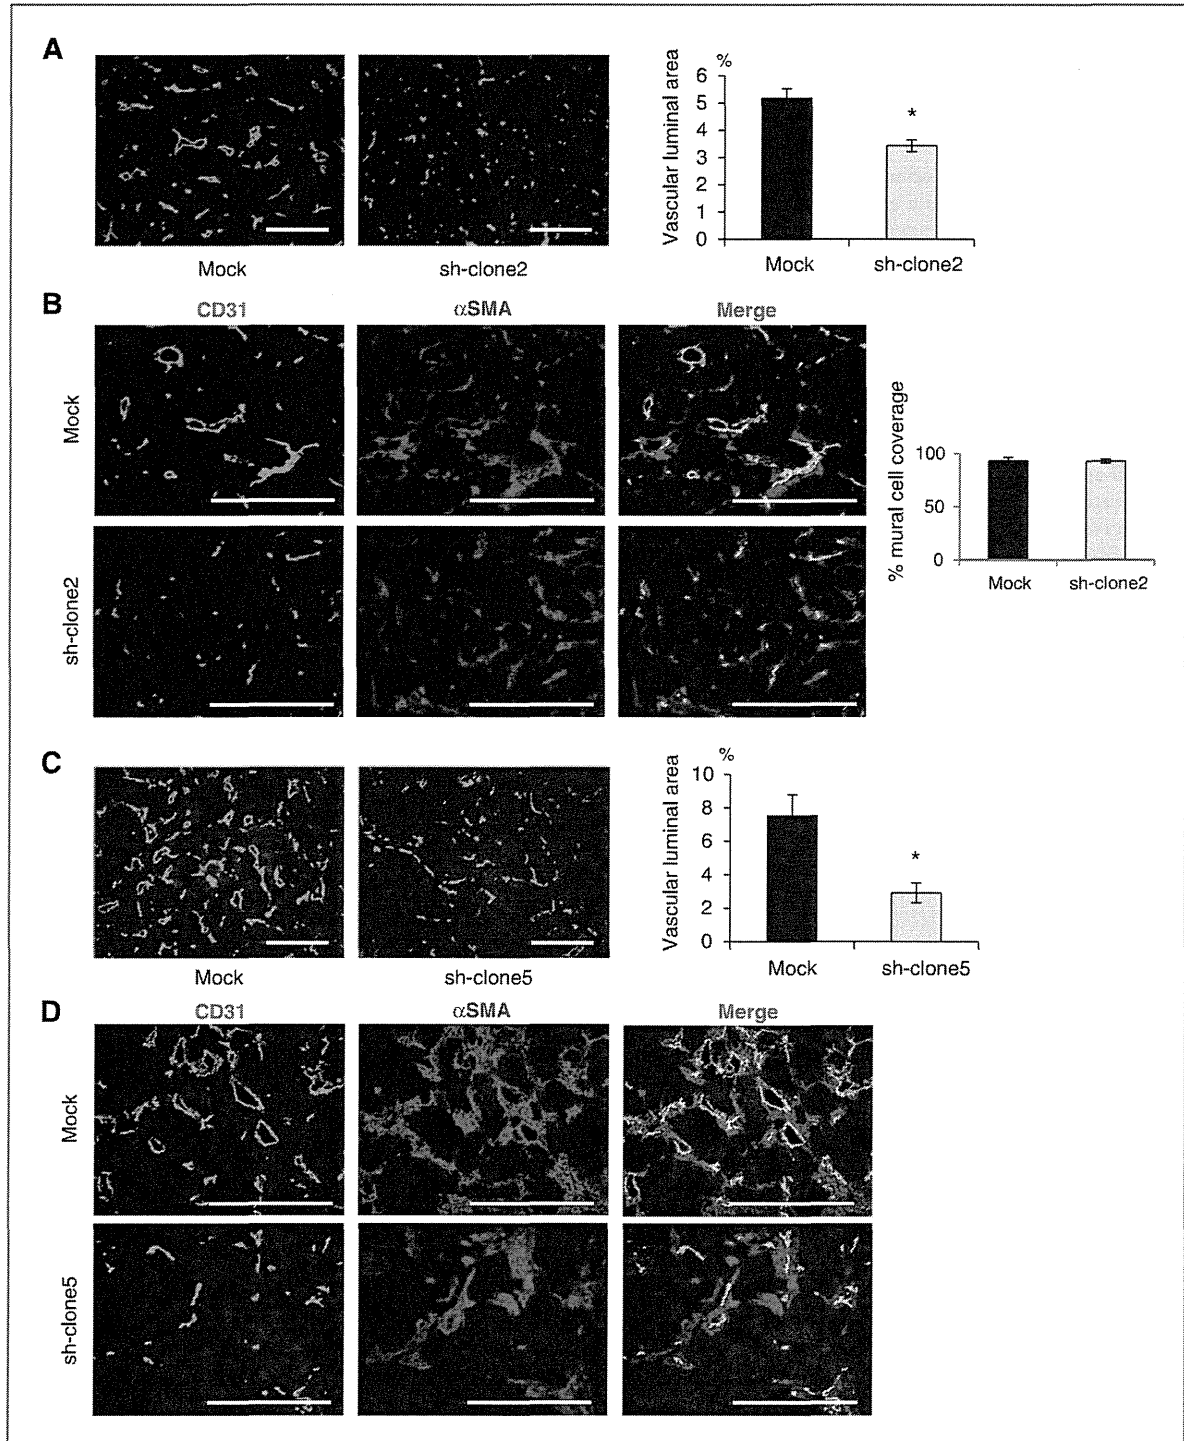 A
Mock
sh-clone2
%
Vascular luminal area
6
5
4
3
2
1
0
*
Mock
sh-clone2
B
CD31
αSMA
Merge
Mock
sh-clone2
% mural cell coverage
100
50
0
Mock
sh-clone2
C
Mock
sh-clone5
%
Vascular luminal area
10
8
6
4
2
0
*
Mock
sh-clone5
D
CD31
αSMA
Merge
Mock
sh-clone5